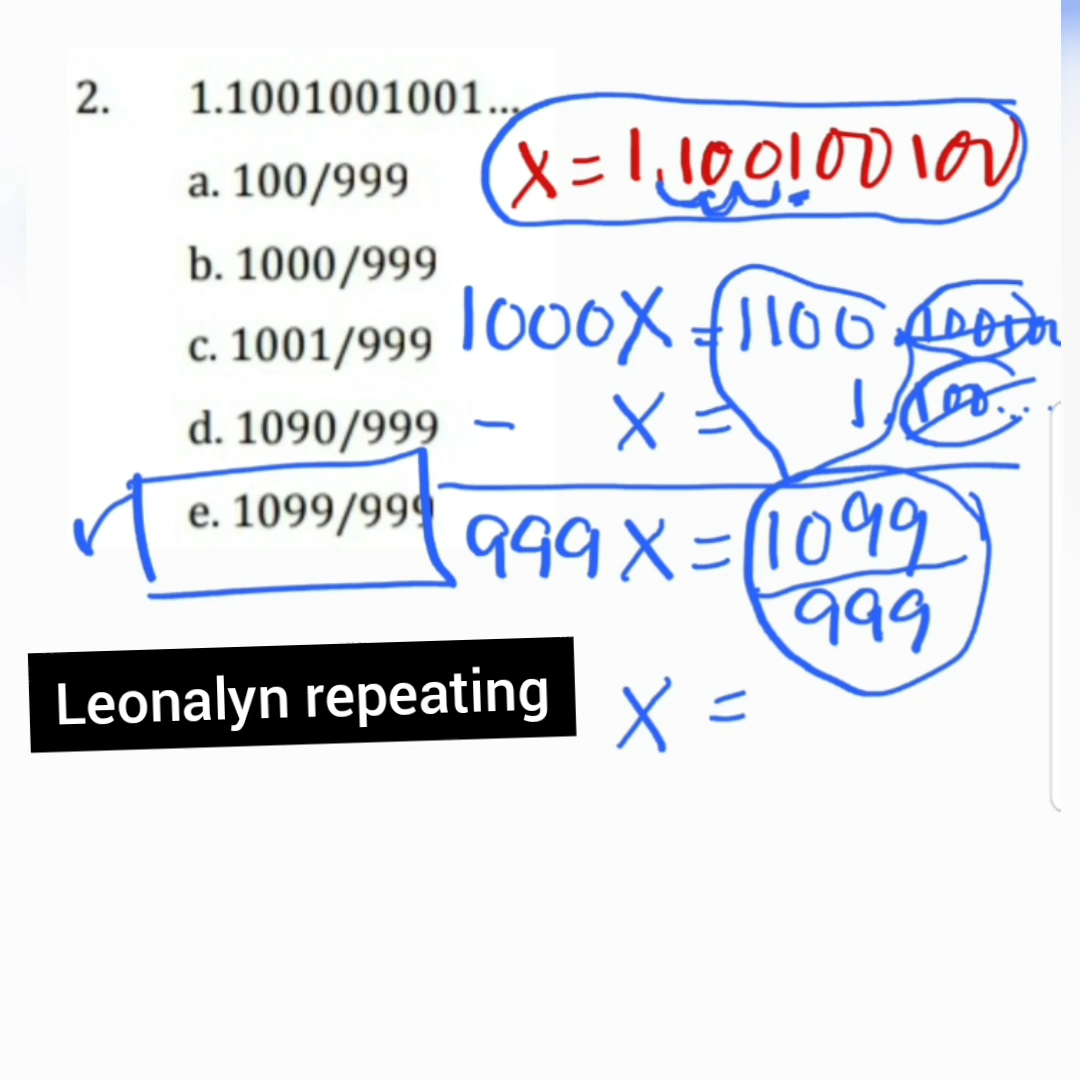 2. 1.1001001001...
X = 1.100100100
a. 100/999
b. 1000/999
1000X = 1100.
c. 1001/999
d. 1090/999
- X = 1.100...
e. 1099/999
999X = 1099
999
Leonalyn repeating
X =